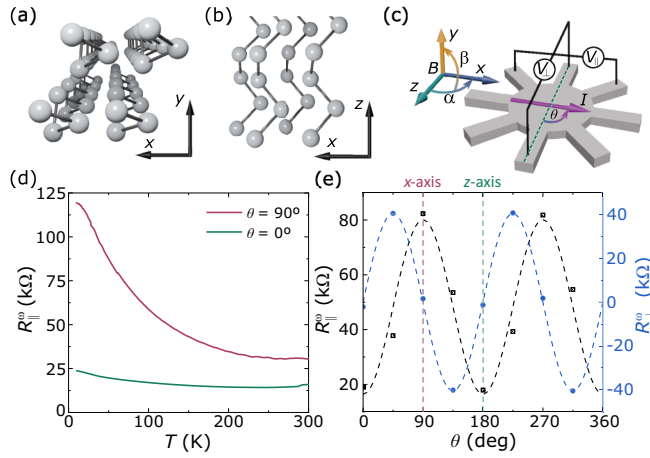 (a)
y
x
(b)
z
x
(c)
y
β
B
x
z
α
V⊥
V||
I
θ
(d)
125
100
75
50
25
0
R||^ω (kΩ)
θ = 90º
θ = 0º
0 100 200 300
T (K)
(e)
x-axis z-axis
80
60
40
20
R||^ω (kΩ)
40
20
0
-20
-40
R⊥^ω (kΩ)
0 90 180 270 360
θ (deg)